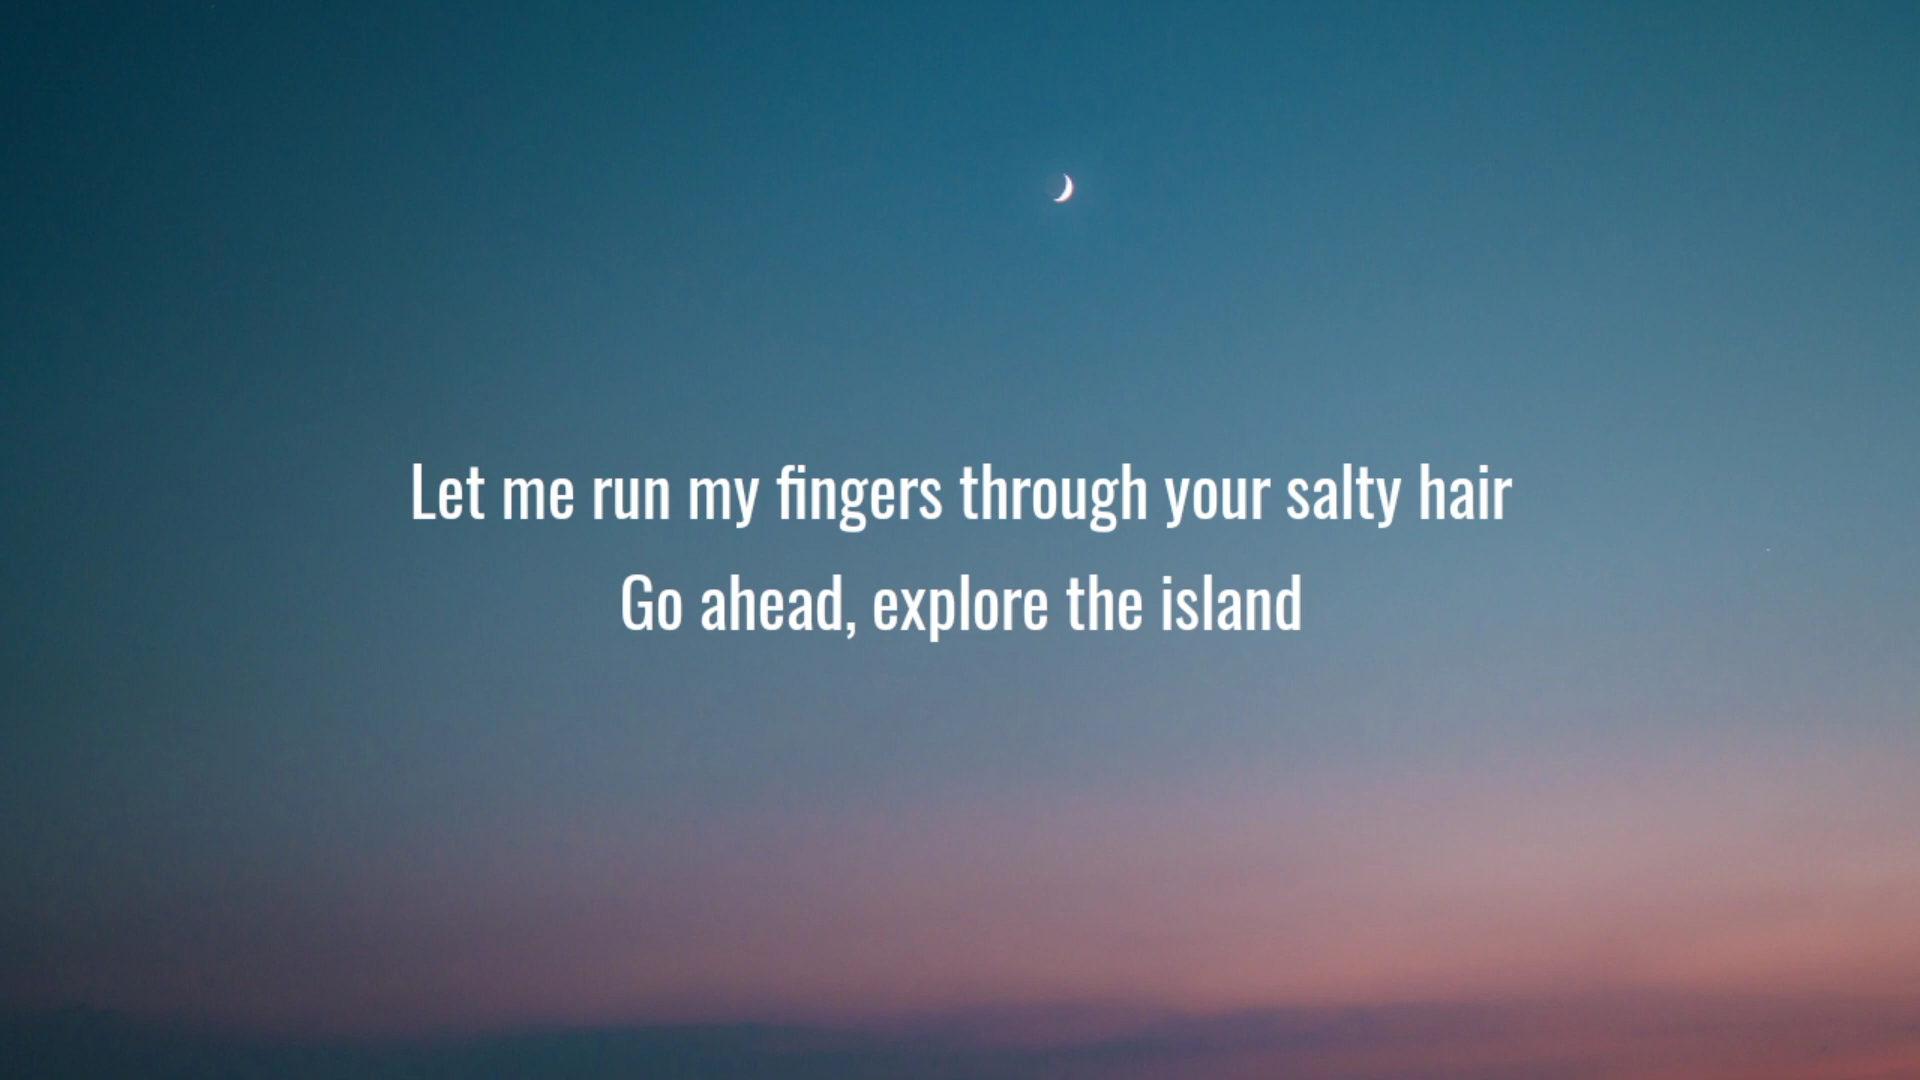 Let me run my fingers through your salty hair
Go ahead, explore the island